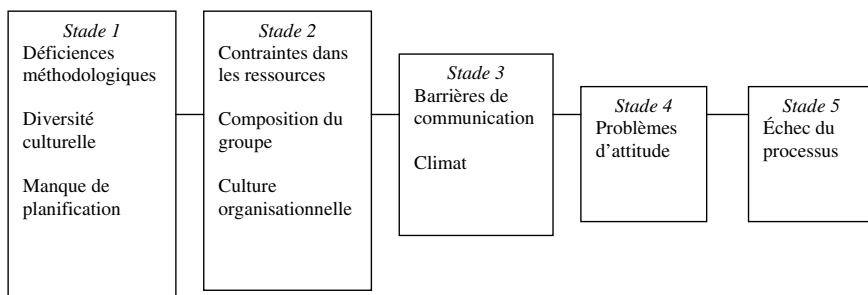 Stade 1
Déficiences
méthodologiques
Diversité
culturelle
Manque de
planification
Stade 2
Contraintes dans
les ressources
Composition du
groupe
Culture
organisationnelle
Stade 3
Barrières de
communication
Climat
Stade 4
Problèmes
d’attitude
Stade 5
Échec du
processus